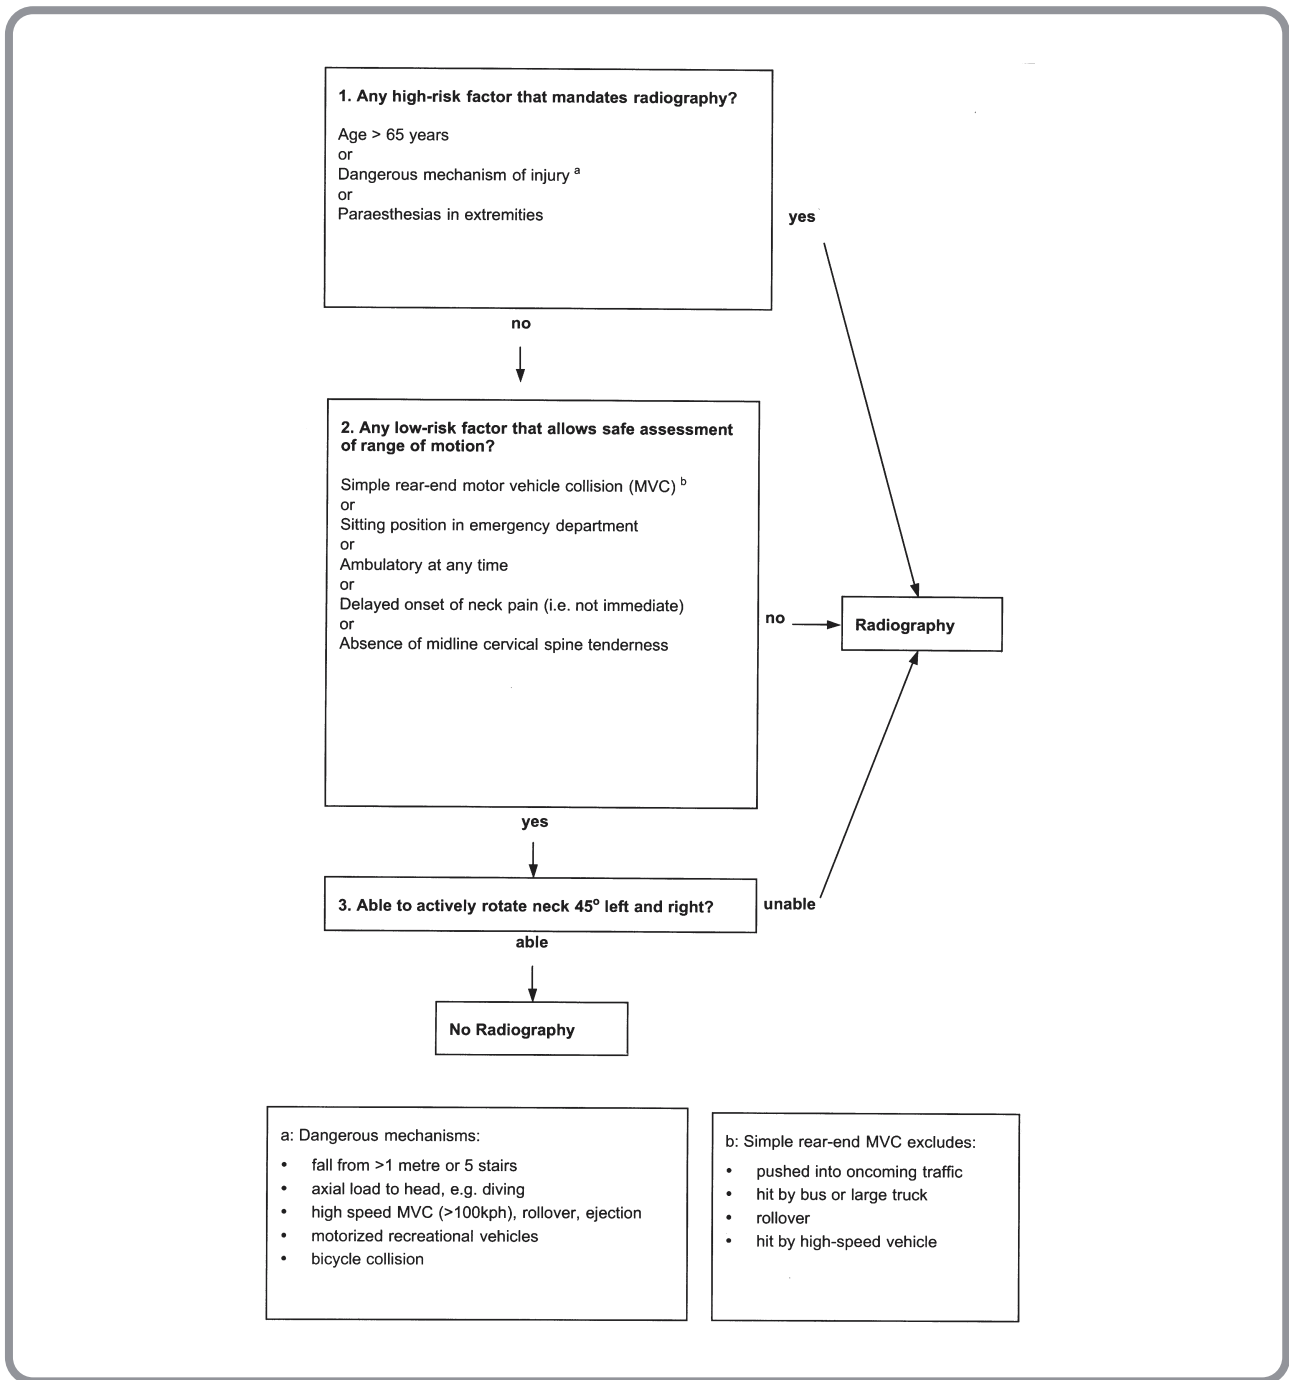 1. Any high-risk factor that mandates radiography?
Age > 65 years
or
Dangerous mechanism of injury a
or
Paraesthesias in extremities
yes
no
2. Any low-risk factor that allows safe assessment
of range of motion?
Simple rear-end motor vehicle collision (MVC) b
or
Sitting position in emergency department
or
Ambulatory at any time
or
Delayed onset of neck pain (i.e. not immediate)
or
Absence of midline cervical spine tenderness
no
Radiography
yes
3. Able to actively rotate neck 45º left and right?
unable
able
No Radiography
a: Dangerous mechanisms:
• fall from >1 metre or 5 stairs
• axial load to head, e.g. diving
• high speed MVC (>100kph), rollover, ejection
• motorized recreational vehicles
• bicycle collision
b: Simple rear-end MVC excludes:
• pushed into oncoming traffic
• hit by bus or large truck
• rollover
• hit by high-speed vehicle